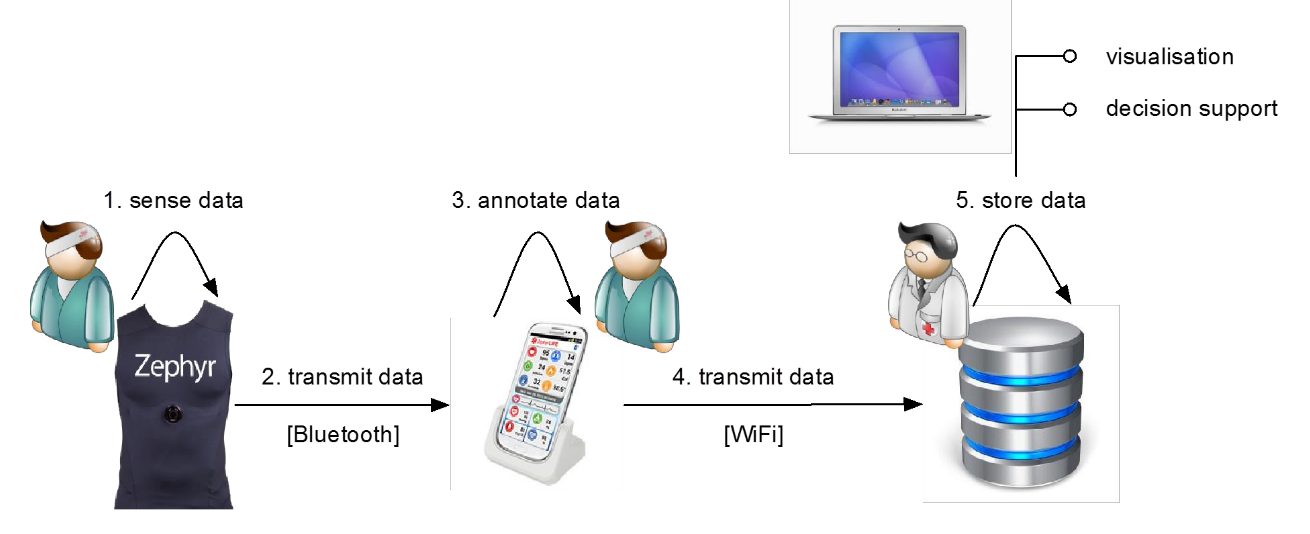 visualisation
decision support
1. sense data
3. annotate data
5. store data
Zephyr
2. transmit data
[Bluetooth]
4. transmit data
[WiFi]